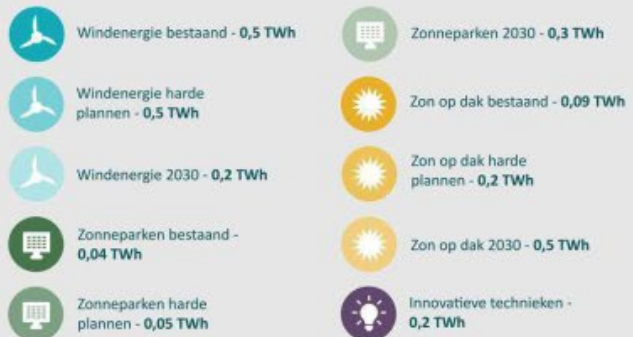 Windenergie bestaand - 0,5 TWh
Windenergie harde
plannen - 0,5 TWh
Windenergie 2030 - 0,2 TWh
Zonneparken bestaand -
0,04 TWh
Zonneparken harde
plannen - 0,05 TWh
Zonneparken 2030 - 0,3 TWh
Zon op dak bestaand - 0,09 TWh
Zon op dak harde
plannen - 0,2 TWh
Zon op dak 2030 - 0,5 TWh
Innovatieve technieken -
0,2 TWh